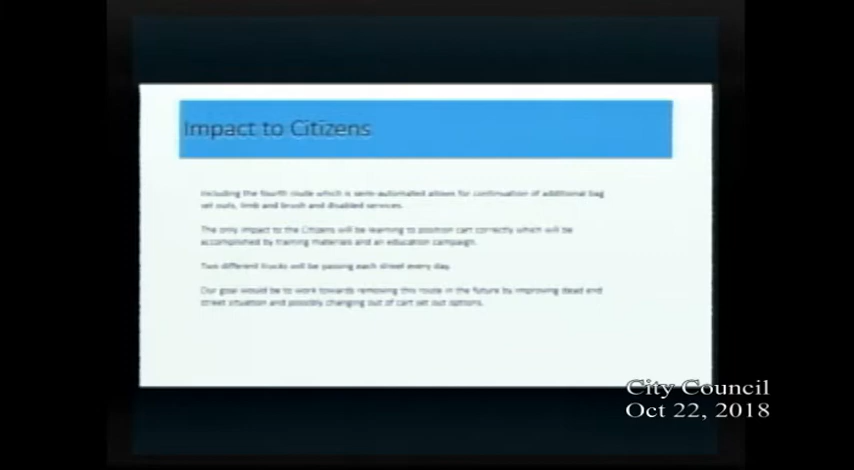 Impact to Citizens
Including the fourth route which is semi-automated allows for continuation of additional bag
set outs, limb and brush and disabled services.
The only impact to the Citizens will be learning to position cart correctly which will be
accomplished by training materials and an education campaign.
Two different trucks will be passing each street every day.
Our goal would be to work towards removing this route in the future by improving dead end
street situation and possibly changing out of cart set out options.
City Council
Oct 22, 2018